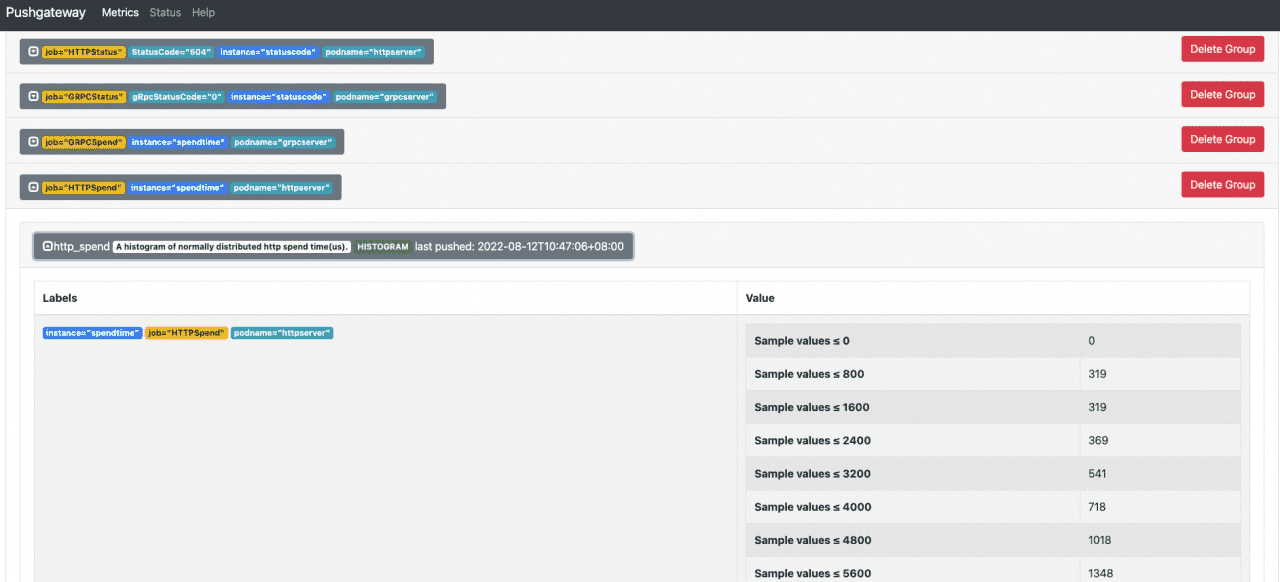 Pushgateway Metrics Status Help
job="HTTPStatus" StatusCode="504" instance="statuscode" podname="httpserver" Delete Group
job="GRPCStatus" gRpcStatusCode="0" instance="statuscode" podname="grpcserver" Delete Group
job="GRPCSpend" instance="spendtime" podname="grpcserver" Delete Group
job="HTTPSpend" instance="spendtime" podname="httpserver" Delete Group
http_spend A histogram of normally distributed http spend time(us). HISTOGRAM last pushed: 2022-08-12T10:47:06+08:00
Labels Value
instance="spendtime" job="HTTPSpend" podname="httpserver"
Sample values ≤ 0 0
Sample values ≤ 800 319
Sample values ≤ 1600 319
Sample values ≤ 2400 369
Sample values ≤ 3200 541
Sample values ≤ 4000 718
Sample values ≤ 4800 1018
Sample values ≤ 5600 1348